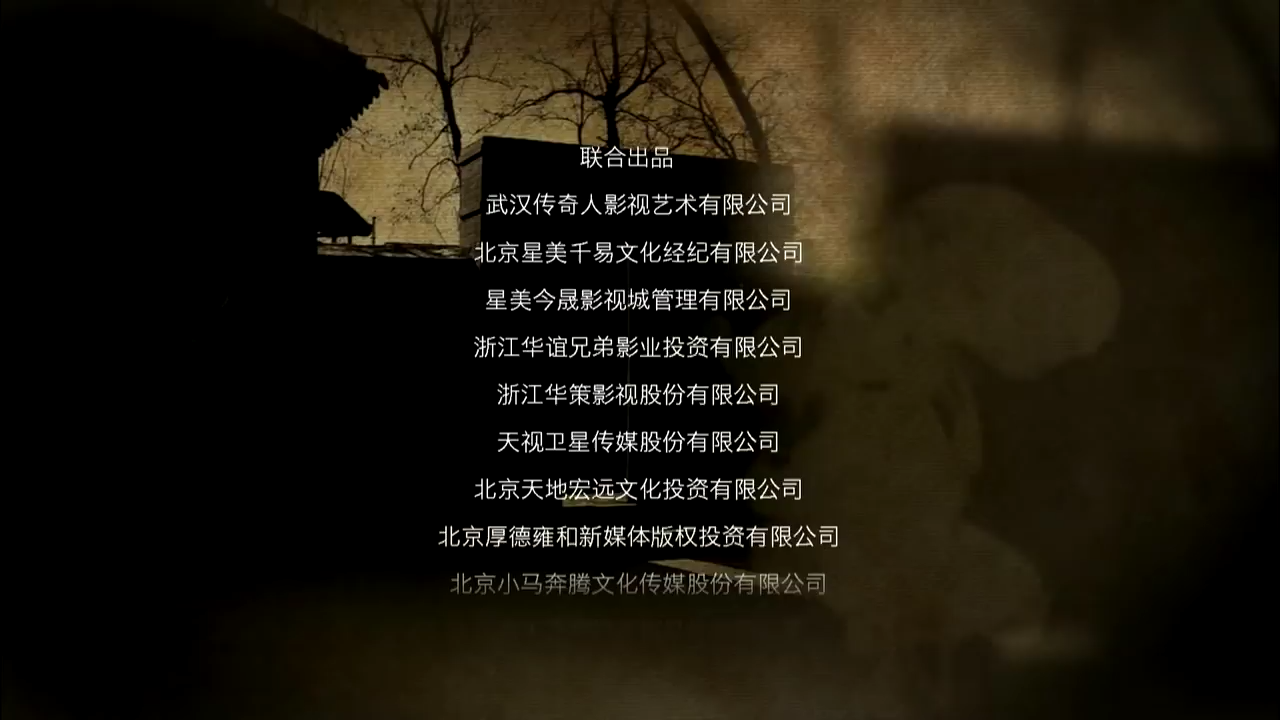 联合出品
武汉传奇人影视艺术有限公司
北京星美千易文化经纪有限公司
星美今晟影视城管理有限公司
浙江华谊兄弟影业投资有限公司
浙江华策影视股份有限公司
天视卫星传媒股份有限公司
北京天地宏远文化投资有限公司
北京厚德雍和新媒体版权投资有限公司
北京小马奔腾文化传媒股份有限公司